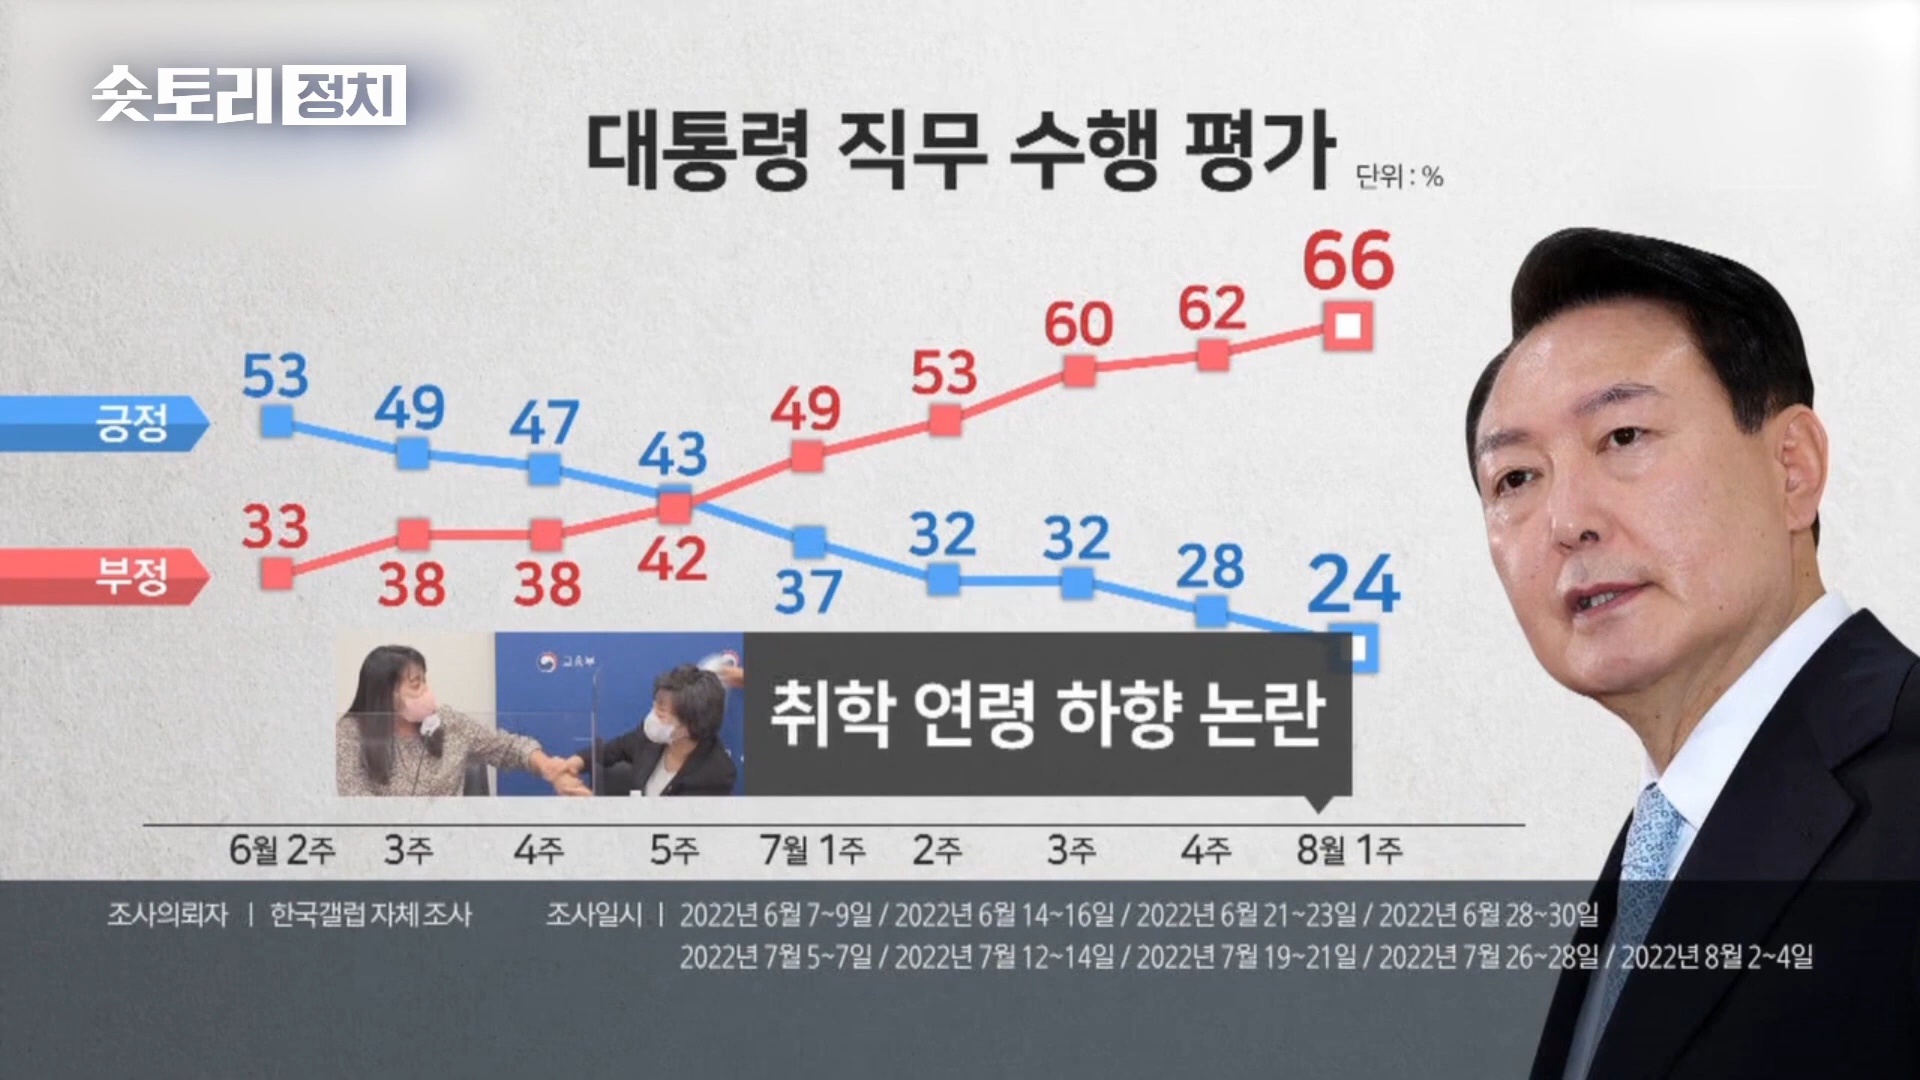 숏토리 정치
대통령 직무 수행 평가 단위 : %
66
62
60
53
49
53 49 47 43
긍정
33 38 38 42
부정
37 32 32 28 24
교육부
취학 연령 하향 논란
6월 2주 3주 4주 5주 7월 1주 2주 3주 4주 8월 1주
조사의뢰자 ㅣ 한국갤럽 자체 조사 조사일시 ㅣ 2022년 6월 7~9일 / 2022년 6월 14~16일 / 2022년 6월 21~23일 / 2022년 6월 28~30일
2022년 7월 5~7일 / 2022년 7월 12~14일 / 2022년 7월 19~21일 / 2022년 7월 26~28일 / 2022년 8월 2~4일